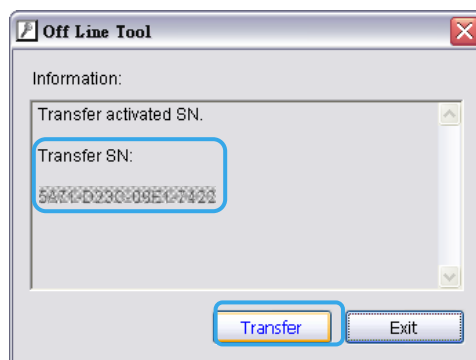 Off Line Tool
Information:
Transfer activated SN.
Transfer SN:
Transfer
Exit